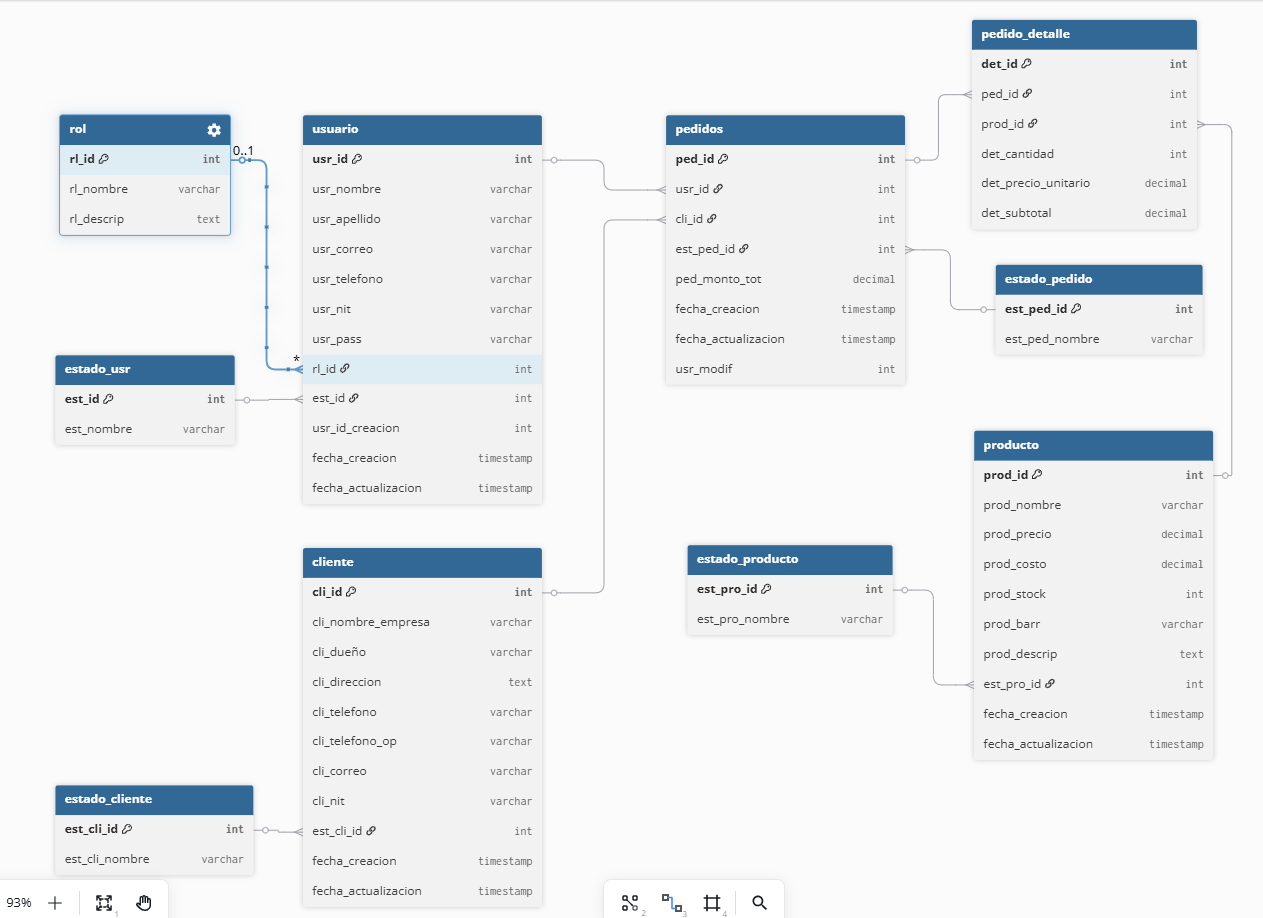 pedido_detalle
det_id int
ped_id int
prod_id int
det_cantidad int
det_precio_unitario decimal
det_subtotal decimal
rol
rl_id int
rl_nombre varchar
rl_descrip text
0..1
*
usuario
usr_id int
usr_nombre varchar
usr_apellido varchar
usr_correo varchar
usr_telefono varchar
usr_nit varchar
usr_pass varchar
rl_id int
est_id int
usr_id_creacion int
fecha_creacion timestamp
fecha_actualizacion timestamp
pedidos
ped_id int
usr_id int
cli_id int
est_ped_id int
ped_monto_tot decimal
fecha_creacion timestamp
fecha_actualizacion timestamp
usr_modif int
estado_pedido
est_ped_id int
est_ped_nombre varchar
estado_usr
est_id int
est_nombre varchar
producto
prod_id int
prod_nombre varchar
prod_precio decimal
prod_costo decimal
prod_stock int
prod_barr varchar
prod_descrip text
est_pro_id int
fecha_creacion timestamp
fecha_actualizacion timestamp
estado_producto
est_pro_id int
est_pro_nombre varchar
cliente
cli_id int
cli_nombre_empresa varchar
cli_dueño varchar
cli_direccion text
cli_telefono varchar
cli_telefono_op varchar
cli_correo varchar
cli_nit varchar
est_cli_id int
fecha_creacion timestamp
fecha_actualizacion timestamp
estado_cliente
est_cli_id int
est_cli_nombre varchar
93% 1 2 3 4